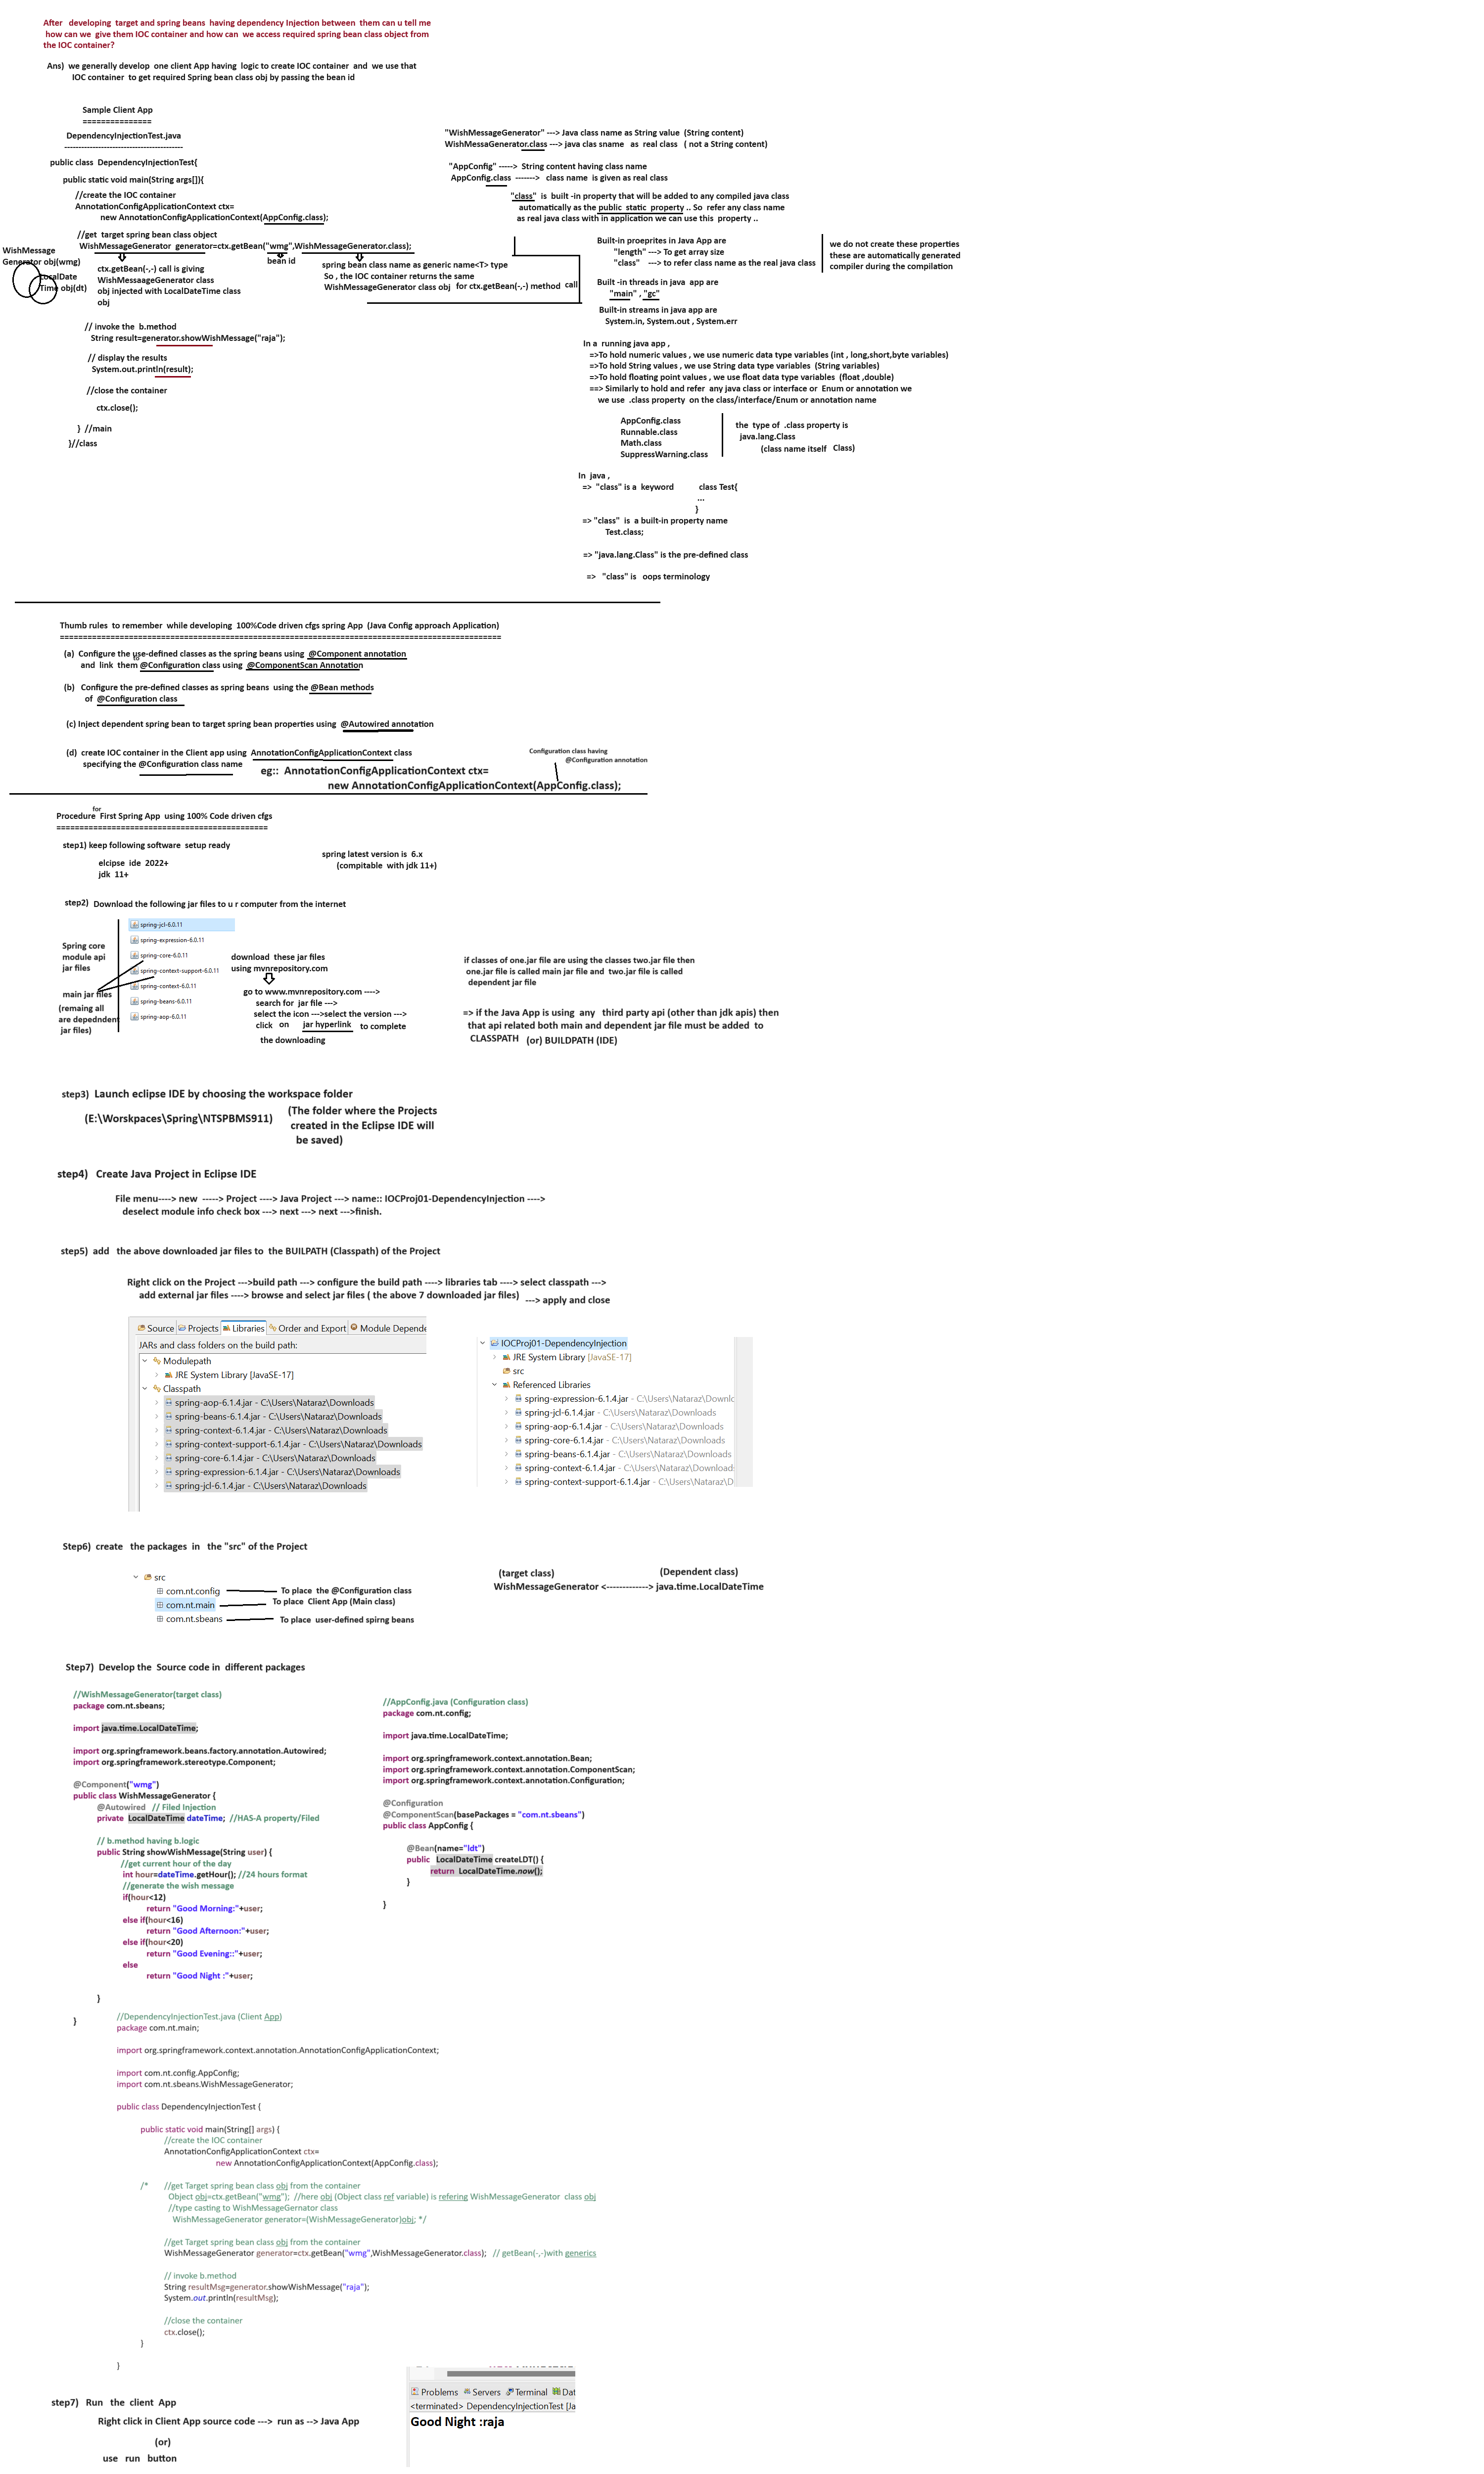 After developing target and spring beans having dependency Injection between them can u tell me
how can we give them IOC container and how can we access required spring bean class object from
the IOC container?
Ans) we generally develop one client App having logic to create IOC container and we use that
IOC container to get required Spring bean class obj by passing the bean id
Sample Client App
===============
DependencyInjectionTest.java
------------------------------------------
public class DependencyInjectionTest{
public static void main(String args[]){
//create the IOC container
AnnotationConfigApplicationContext ctx=
new AnnotationConfigApplicationContext(AppConfig.class);
//get target spring bean class object
WishMessageGenerator generator=ctx.getBean("wmg",WishMessageGenerator.class);
bean id
WishMessage
Generator obj(wmg)
LocalDate
Time obj(dt)
ctx.getBean(-,-) call is giving
WishMessaageGenerator class
obj injected with LocalDateTime class
obj
spring bean class name as generic name<T> type
So , the IOC container returns the same
WishMessageGenerator class obj for ctx.getBean(-,-) method call
// invoke the b.method
String result=generator.showWishMessage("raja");
// display the results
System.out.println(result);
//close the container
ctx.close();
} //main
}//class
"WishMessageGenerator" ---> Java class name as String value (String content)
WishMessaGenerator.class ---> java clas sname as real class ( not a String content)
"AppConfig" -----> String content having class name
AppConfig.class -------> class name is given as real class
"class" is built -in property that will be added to any compiled java class
automatically as the public static property .. So refer any class name
as real java class with in application we can use this property ..
Built-in proeprites in Java App are
"length" ---> To get array size
"class" ---> to refer class name as the real java class
we do not create these properties
these are automatically generated
compiler during the compilation
Built -in threads in java app are
"main" , "gc"
Built-in streams in java app are
System.in, System.out , System.err
In a running java app ,
=>To hold numeric values , we use numeric data type variables (int , long,short,byte variables)
=>To hold String values , we use String data type variables (String variables)
=>To hold floating point values , we use float data type variables (float ,double)
==> Similarly to hold and refer any java class or interface or Enum or annotation we
we use .class property on the class/interface/Enum or annotation name
AppConfig.class
Runnable.class
Math.class
SuppressWarning.class
the type of .class property is
java.lang.Class
(class name itself Class)
In java ,
=> "class" is a keyword class Test{
...
}
=> "class" is a built-in property name
Test.class;
=> "java.lang.Class" is the pre-defined class
=> "class" is oops terminology
Thumb rules to remember while developing 100%Code driven cfgs spring App (Java Config approach Application)
================================================================================================
(a) Configure the use-defined classes as the spring beans using @Component annotation
to
and link them @Configuration class using @ComponentScan Annotation
(b) Configure the pre-defined classes as spring beans using the @Bean methods
of @Configuration class
(c) Inject dependent spring bean to target spring bean properties using @Autowired annotation
(d) create IOC container in the Client app using AnnotationConfigApplicationContext class
specifying the @Configuration class name
Configuration class having
@Configuration annotation
eg:: AnnotationConfigApplicationContext ctx=
new AnnotationConfigApplicationContext(AppConfig.class);
for
Procedure First Spring App using 100% Code driven cfgs
==============================================
step1) keep following software setup ready
elcipse ide 2022+
jdk 11+
spring latest version is 6.x
(compitable with jdk 11+)
step2) Download the following jar files to u r computer from the internet
Spring core
module api
jar files
main jar files
(remaing all
are depedndent
jar files)
spring-jcl-6.0.11
spring-expression-6.0.11
spring-core-6.0.11
spring-context-support-6.0.11
spring-context-6.0.11
spring-beans-6.0.11
spring-aop-6.0.11
download these jar files
using mvnrepository.com
go to www.mvnrepository.com ---->
search for jar file --->
select the icon --->select the version --->
click on jar hyperlink to complete
the downloading
if classes of one.jar file are using the classes two.jar file then
one.jar file is called main jar file and two.jar file is called
dependent jar file
=> if the Java App is using any third party api (other than jdk apis) then
that api related both main and dependent jar file must be added to
CLASSPATH (or) BUILDPATH (IDE)
step3) Launch eclipse IDE by choosing the workspace folder
(E:\Worskpaces\Spring\NTSPBMS911)
(The folder where the Projects
created in the Eclipse IDE will
be saved)
step4) Create Java Project in Eclipse IDE
File menu----> new -----> Project ----> Java Project ---> name:: IOCProj01-DependencyInjection ---->
deselect module info check box ---> next ---> next --->finish.
step5) add the above downloaded jar files to the BUILPATH (Classpath) of the Project
Right click on the Project --->build path ---> configure the build path ----> libraries tab ----> select classpath --->
add external jar files ----> browse and select jar files ( the above 7 downloaded jar files) ---> apply and close
Source Projects Libraries Order and Export Module Depende
JARs and class folders on the build path:
Modulepath
JRE System Library [JavaSE-17]
Classpath
spring-aop-6.1.4.jar - C:\Users\Nataraz\Downloads
spring-beans-6.1.4.jar - C:\Users\Nataraz\Downloads
spring-context-6.1.4.jar - C:\Users\Nataraz\Downloads
spring-context-support-6.1.4.jar - C:\Users\Nataraz\Downloads
spring-core-6.1.4.jar - C:\Users\Nataraz\Downloads
spring-expression-6.1.4.jar - C:\Users\Nataraz\Downloads
spring-jcl-6.1.4.jar - C:\Users\Nataraz\Downloads
IOCProj01-DependencyInjection
JRE System Library [JavaSE-17]
src
Referenced Libraries
spring-expression-6.1.4.jar - C:\Users\Nataraz\Downlc
spring-jcl-6.1.4.jar - C:\Users\Nataraz\Downloads
spring-aop-6.1.4.jar - C:\Users\Nataraz\Downloads
spring-core-6.1.4.jar - C:\Users\Nataraz\Downloads
spring-beans-6.1.4.jar - C:\Users\Nataraz\Downloads
spring-context-6.1.4.jar - C:\Users\Nataraz\Download
spring-context-support-6.1.4.jar - C:\Users\Nataraz\D
Step6) create the packages in the "src" of the Project
src
com.nt.config To place the @Configuration class
com.nt.main To place Client App (Main class)
com.nt.sbeans To place user-defined spirng beans
(target class) (Dependent class)
WishMessageGenerator <-------------> java.time.LocalDateTime
Step7) Develop the Source code in different packages
//WishMessageGenerator(target class)
package com.nt.sbeans;
import java.time.LocalDateTime;
import org.springframework.beans.factory.annotation.Autowired;
import org.springframework.stereotype.Component;
@Component("wmg")
public class WishMessageGenerator {
@Autowired // Filed Injection
private LocalDateTime dateTime; //HAS-A property/Filed
// b.method having b.logic
public String showWishMessage(String user) {
//get current hour of the day
int hour=dateTime.getHour(); //24 hours format
//generate the wish message
if(hour<12)
return "Good Morning:"+user;
else if(hour<16)
return "Good Afternoon:"+user;
else if(hour<20)
return "Good Evening::"+user;
else
return "Good Night :"+user;
}
}
//AppConfig.java (Configuration class)
package com.nt.config;
import java.time.LocalDateTime;
import org.springframework.context.annotation.Bean;
import org.springframework.context.annotation.ComponentScan;
import org.springframework.context.annotation.Configuration;
@Configuration
@ComponentScan(basePackages = "com.nt.sbeans")
public class AppConfig {
@Bean(name="ldt")
public LocalDateTime createLDT() {
return LocalDateTime.now();
}
}
//DependencyInjectionTest.java (Client App)
package com.nt.main;
import org.springframework.context.annotation.AnnotationConfigApplicationContext;
import com.nt.config.AppConfig;
import com.nt.sbeans.WishMessageGenerator;
public class DependencyInjectionTest {
public static void main(String[] args) {
//create the IOC container
AnnotationConfigApplicationContext ctx=
new AnnotationConfigApplicationContext(AppConfig.class);
/* //get Target spring bean class obj from the container
Object obj=ctx.getBean("wmg"); //here obj (Object class ref variable) is refering WishMessageGenerator class obj
//type casting to WishMessageGernator class
WishMessageGenerator generator=(WishMessageGenerator)obj; */
//get Target spring bean class obj from the container
WishMessageGenerator generator=ctx.getBean("wmg",WishMessageGenerator.class); // getBean(-,-)with generics
// invoke b.method
String resultMsg=generator.showWishMessage("raja");
System.out.println(resultMsg);
//close the container
ctx.close();
}
}
step7) Run the client App
Right click in Client App source code ---> run as --> Java App
(or)
use run button
Problems Servers Terminal Dat
<terminated> DependencyInjectionTest [Ja
Good Night :raja